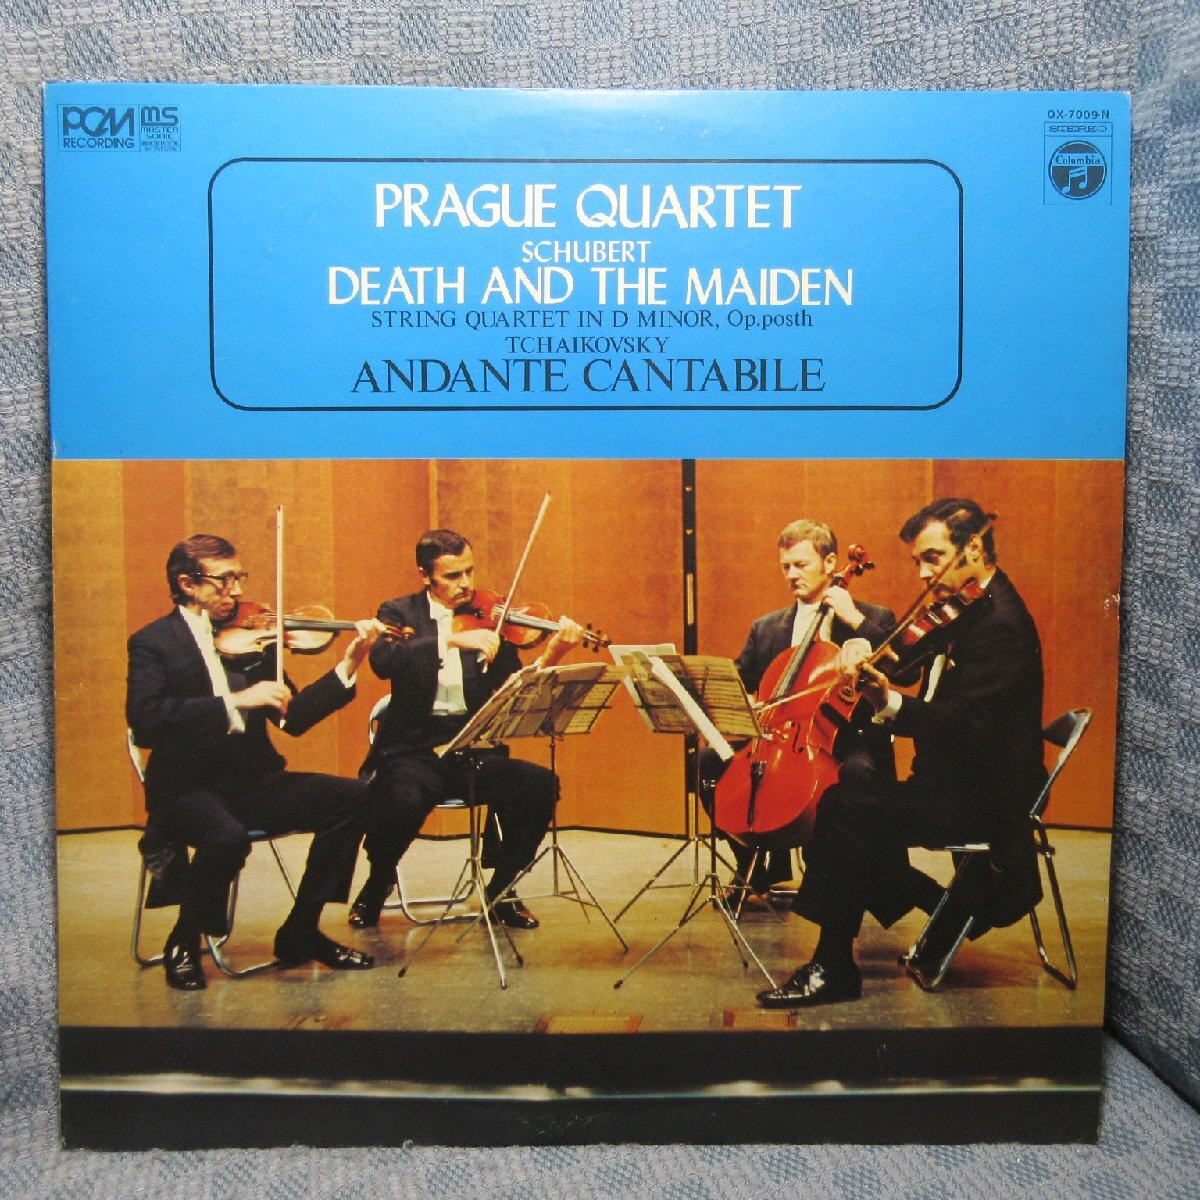 PCM
RECORDING
MS
MASTER
SONIC
OX-7009-N
STEREO
Columbia
PRAGUE QUARTET
SCHUBERT
DEATH AND THE MAIDEN
STRING QUARTET IN D MINOR, Op.posth
TCHAIKOVSKY
ANDANTE CANTABILE